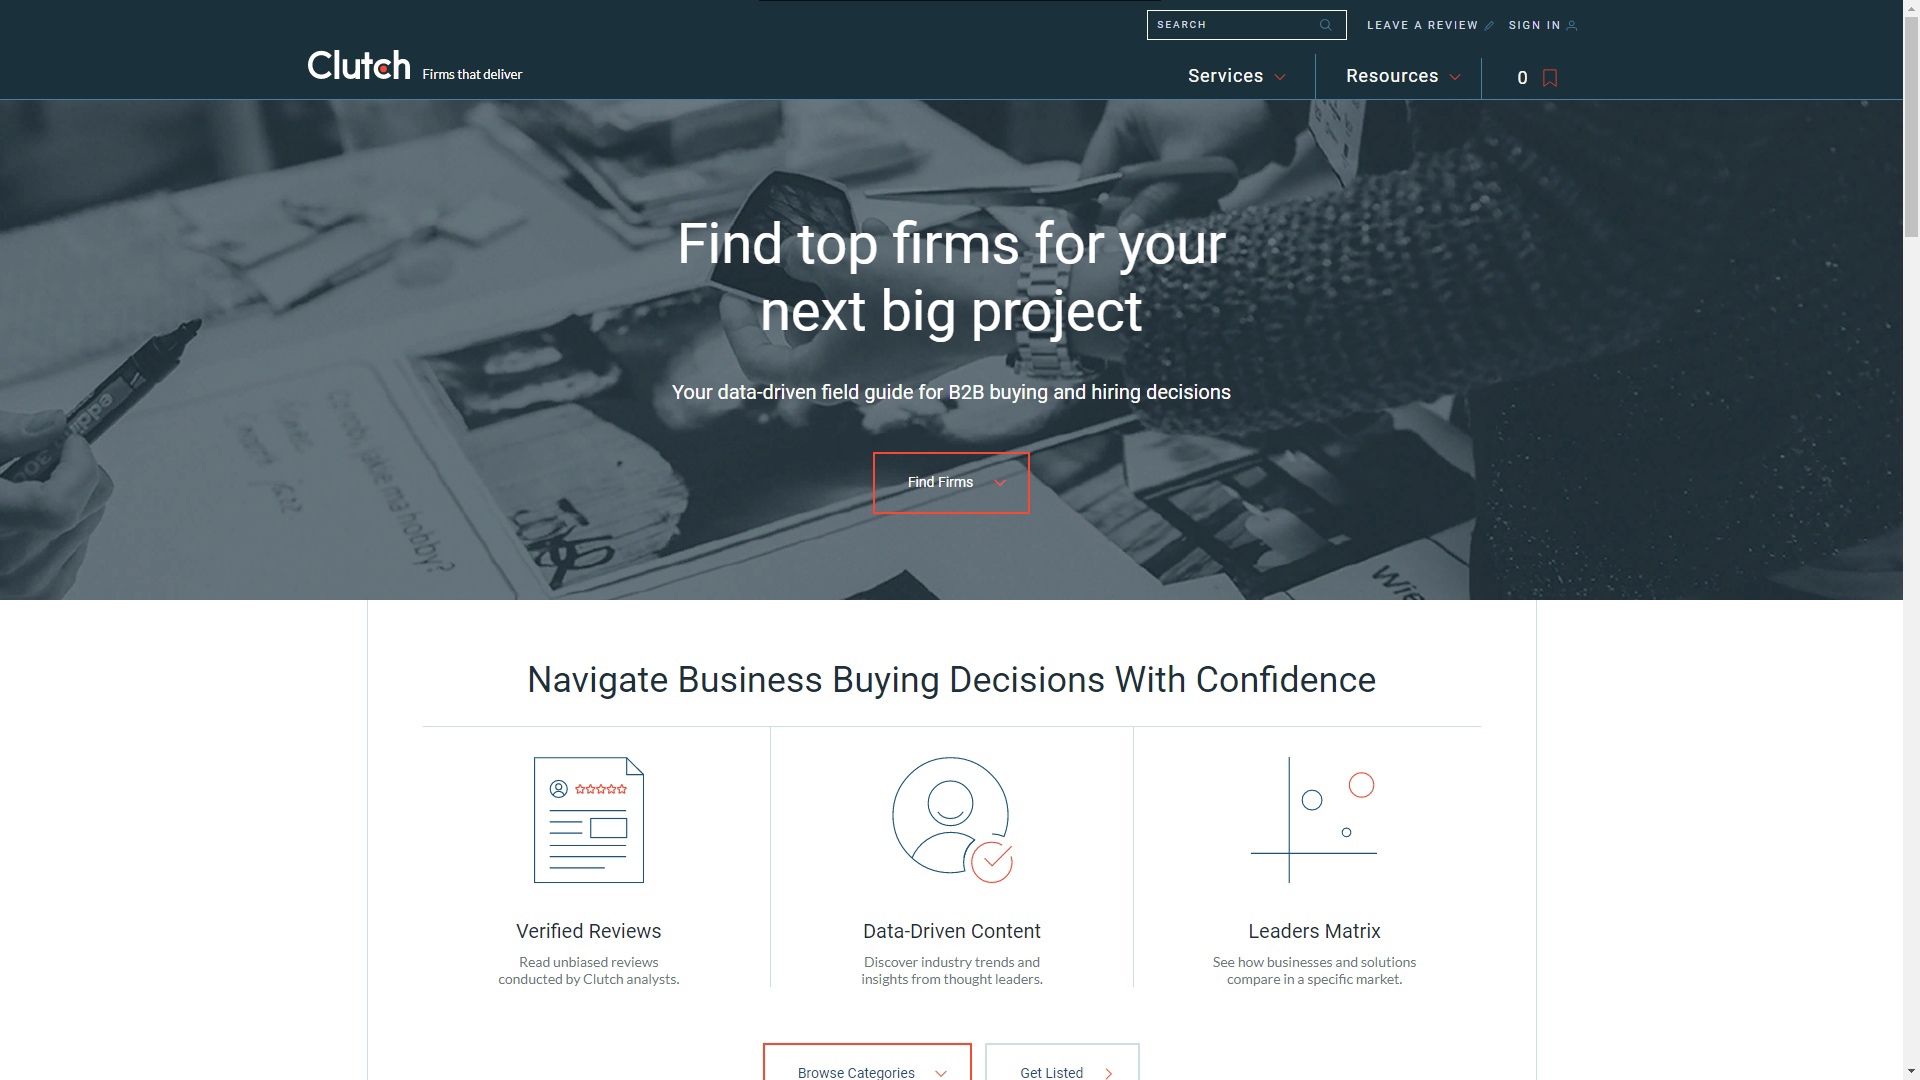 SEARCH
LEAVE A REVIEW
SIGN IN
Clutch
Firms that deliver
Services
Resources
0
Find top firms for your
next big project
Your data-driven field guide for B2B buying and hiring decisions
edding
Find Firms
Wie
Navigate Business Buying Decisions With Confidence
Verified Reviews
Read unbiased reviews
conducted by Clutch analysts.
Data-Driven Content
Discover industry trends and
insights from thought leaders.
Leaders Matrix
See how businesses and solutions
compare in a specific market.
Browse Categories
Get Listed